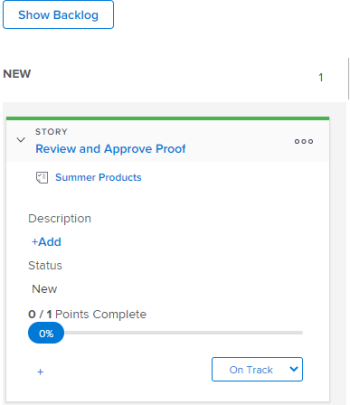 Show Backlog
NEW 1
STORY
Review and Approve Proof
Summer Products
Description
+Add
Status
New
0 / 1 Points Complete
0%
+ On Track